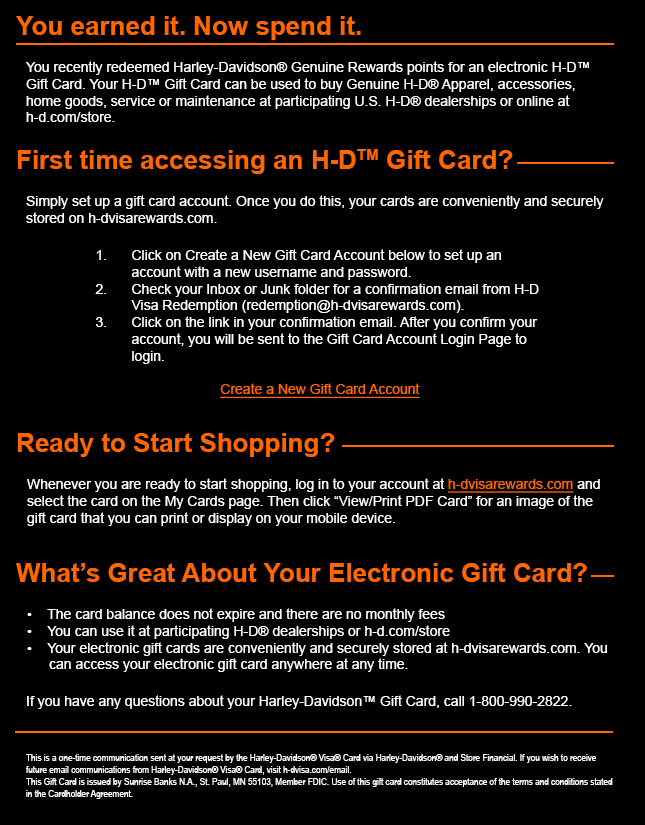 You earned it. Now spend it.
You recently redeemed Harley-Davidson® Genuine Rewards points for an electronic H-D™
Gift Card. Your H-D™ Gift Card can be used to buy Genuine H-D® Apparel, accessories,
home goods, service or maintenance at participating U.S. H-D® dealerships or online at
h-d.com/store.
First time accessing an H-D™ Gift Card?
Simply set up a gift card account. Once you do this, your cards are conveniently and securely
stored on h-dvisarewards.com.
1. Click on Create a New Gift Card Account below to set up an
account with a new username and password.
2. Check your Inbox or Junk folder for a confirmation email from H-D
Visa Redemption (redemption@h-dvisarewards.com).
3. Click on the link in your confirmation email. After you confirm your
account, you will be sent to the Gift Card Account Login Page to
login.
Create a New Gift Card Account
Ready to Start Shopping?
Whenever you are ready to start shopping, log in to your account at h-dvisarewards.com and
select the card on the My Cards page. Then click “View/Print PDF Card” for an image of the
gift card that you can print or display on your mobile device.
What’s Great About Your Electronic Gift Card?
• The card balance does not expire and there are no monthly fees
• You can use it at participating H-D® dealerships or h-d.com/store
• Your electronic gift cards are conveniently and securely stored at h-dvisarewards.com. You
can access your electronic gift card anywhere at any time.
If you have any questions about your Harley-Davidson™ Gift Card, call 1-800-990-2822.
This is a one-time communication sent at your request by the Harley-Davidson® Visa® Card via Harley-Davidson® and Store Financial. If you wish to receive
future email communications from Harley-Davidson® Visa® Card, visit h-dvisa.com/email.
This Gift Card is issued by Sunrise Banks N.A., St. Paul, MN 55103, Member FDIC. Use of this gift card constitutes acceptance of the terms and conditions stated
in the Cardholder Agreement.